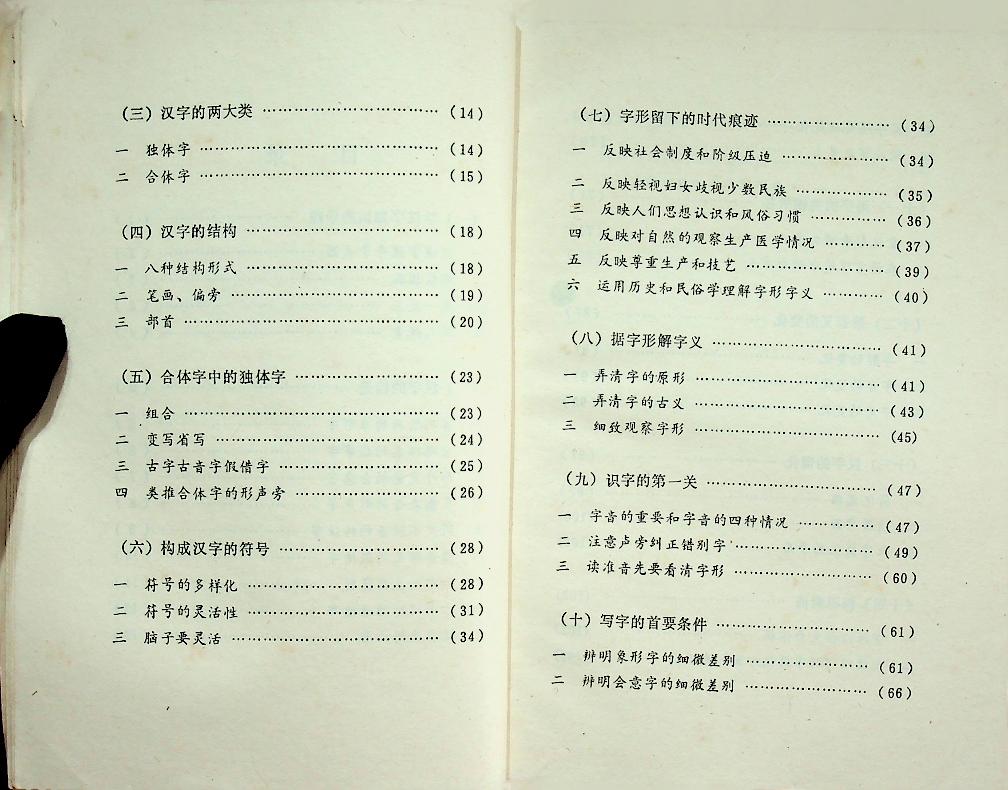 （三）汉字的两大类 ……………………………（14）
一　独体字 ……………………………（14）
二　合体字 ……………………………（15）
（四）汉字的结构 ……………………………（18）
一　八种结构形式 ……………………………（18）
二　笔画、偏旁 ……………………………（19）
三　部首 ……………………………（20）
（五）合体字中的独体字 ……………………………（23）
一　组合 ……………………………（23）
二　变写省写 ……………………………（24）
三　古字古音字假借字 ……………………………（25）
四　类推合体字的形声旁 ……………………………（26）
（六）构成汉字的符号 ……………………………（28）
一　符号的多样化 ……………………………（28）
二　符号的灵活性 ……………………………（31）
三　脑子要灵活 ……………………………（34）
（七）字形留下的时代痕迹 ……………………………（34）
一　反映社会制度和阶级压迫 ……………………………（34）
二　反映轻视妇女歧视少数民族 ……………………………（35）
三　反映人们思想认识和风俗习惯 ……………………………（36）
四　反映对自然的观察生产医学情况 ……………………………（37）
五　反映尊重生产和技艺 ……………………………（39）
六　运用历史和民俗学理解字形字义 ……………………………（40）
（八）据字形解字义 ……………………………（41）
一　弄清字的原形 ……………………………（41）
二　弄清字的古义 ……………………………（43）
三　细致观察字形 ……………………………（45）
（九）识字的第一关 ……………………………（47）
一　字音的重要和字音的四种情况 ……………………………（47）
二　注意卢旁纠正错别字 ……………………………（49）
三　读准音先要看清字形 ……………………………（60）
（十）写字的首要条件 ……………………………（61）
一　辨明象形字的细微差别 ……………………………（61）
二　辨明会意字的细微差别 ……………………………（66）